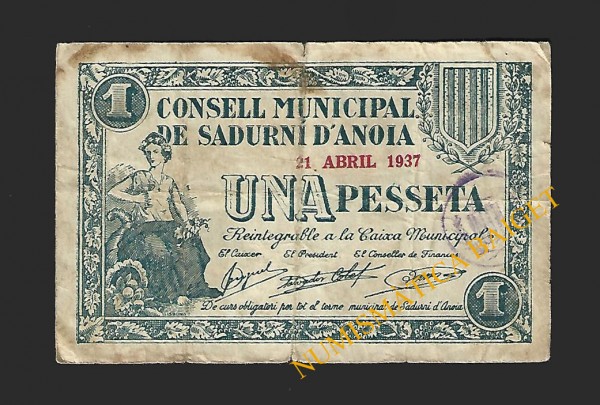 1
CONSELL MUNICIPAL
DE SADURNÍ D'ANOIA
21 ABRIL 1937
UNA PESSETA
Reintegrable a la Caixa Municipal
El Caixer El President El Conseller de Finances
De curs obligatori per tot el terme municipal de Sadurní d'Anoia
1
NUMISMATICA DAIGET